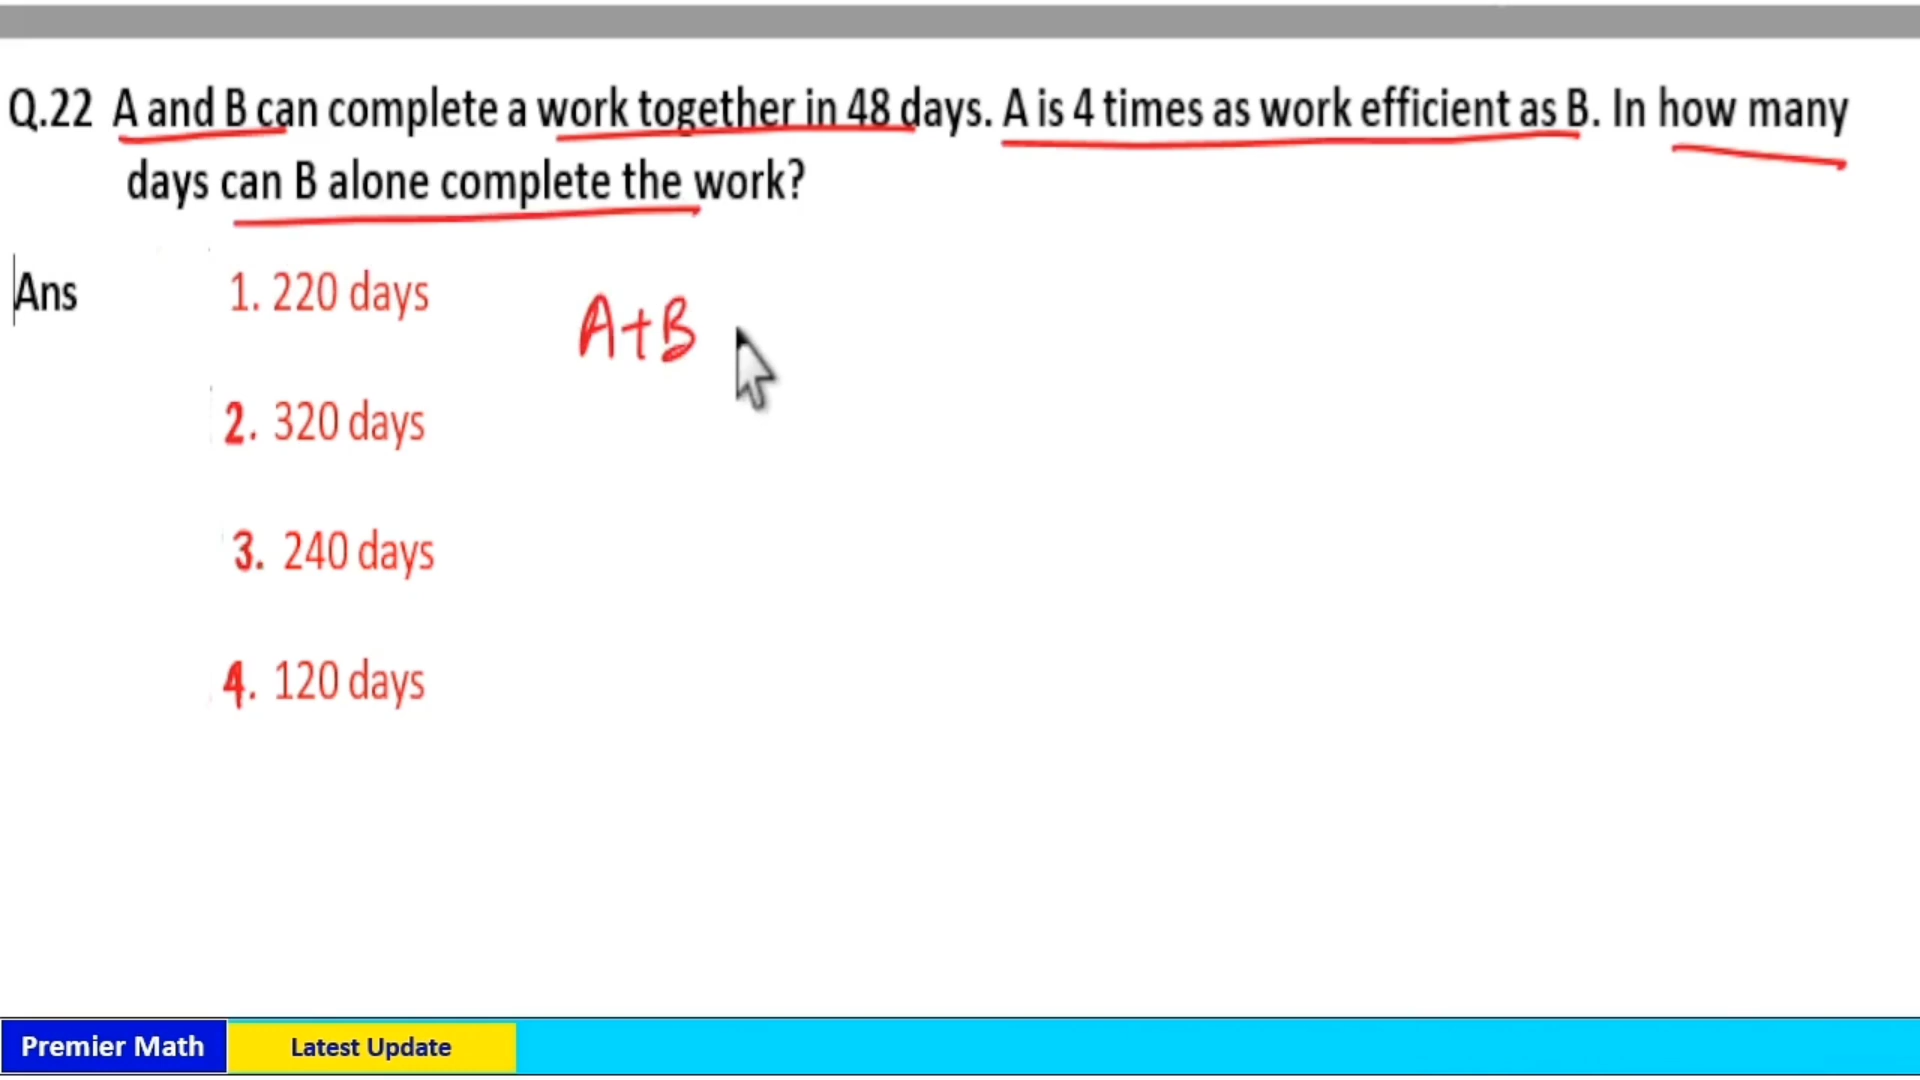 Q.22 A and B can complete a work together in 48 days. A is 4 times as work efficient as B. In how many
days can B alone complete the work?
Ans
1. 220 days
A+B
2. 320 days
3. 240 days
4. 120 days
Premier Math
Latest Update